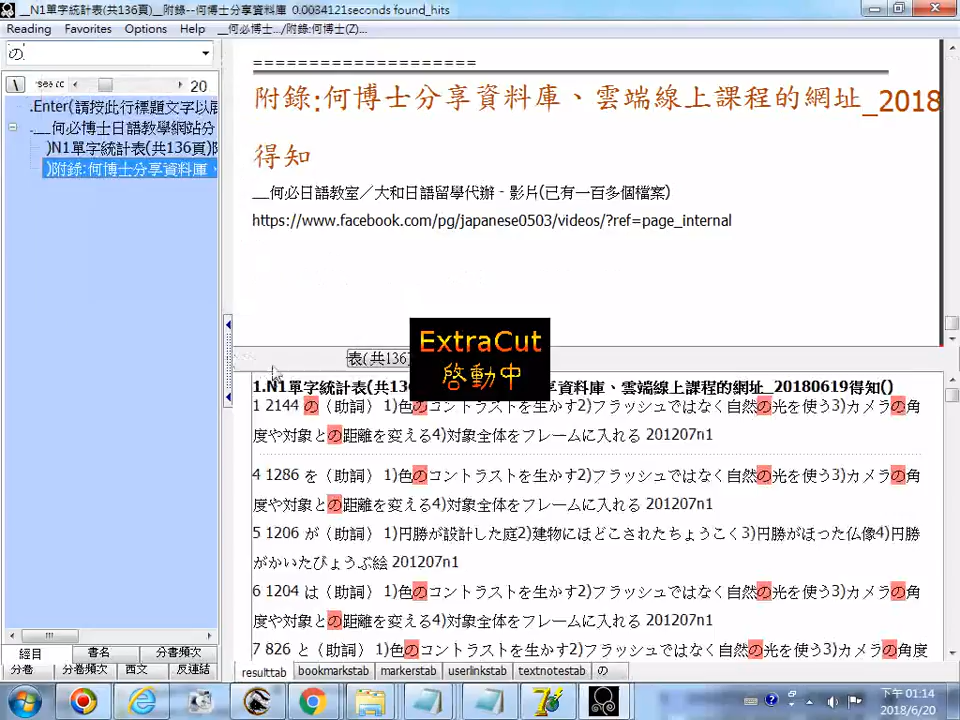 __N1單字統計表(共136頁)__附錄--何博士分享資料庫 0.0034121seconds found_hits
Reading Favorites Options Help __何必博士.../附錄:何博士(Z)...
の
20
.Enter(請按此行標題文字以展
.__何必博士日語教學網站分
)N1單字統計表(共136頁)附
)附錄:何博士分享資料庫、
====================
附錄:何博士分享資料庫、雲端線上課程的網址_2018
得知
__何必日語教室／大和日語留學代辦 - 影片(已有一百多個檔案)
https://www.facebook.com/pg/japanese0503/videos/?ref=page_internal
表(共136
ExtraCut
啓動中
1.N1單字統計表(共136 資料庫、雲端線上課程的網址_20180619得知()
1 2144 の（助詞） 1)色のコントラストを生かす2)フラッシュではなく自然の光を使う3)カメラの角
度や対象との距離を変える4)対象全体をフレームに入れる 201207n1
4 1286 を（助詞） 1)色のコントラストを生かす2)フラッシュではなく自然の光を使う3)カメラの角
度や対象との距離を変える4)対象全体をフレームに入れる 201207n1
5 1206 が（助詞） 1)円勝が設計した庭2)建物にほどこされたちょうこく3)円勝がほった仏像4)円勝
がかいたびょうぶ絵 201207n1
6 1204 は（助詞） 1)色のコントラストを生かす2)フラッシュではなく自然の光を使う3)カメラの角
度や対象との距離を変える4)対象全体をフレームに入れる 201207n1
7 826 と（助詞） 1)色のコントラストを生かす2)フラッシュではなく自然の光を使う3)カメラの角度
經目 書名 分書頻次
分卷 分卷頻次 西文 反連結
resulttab bookmarkstab markerstab userlinkstab textnotestab の
下午 01:14
2018/6/20